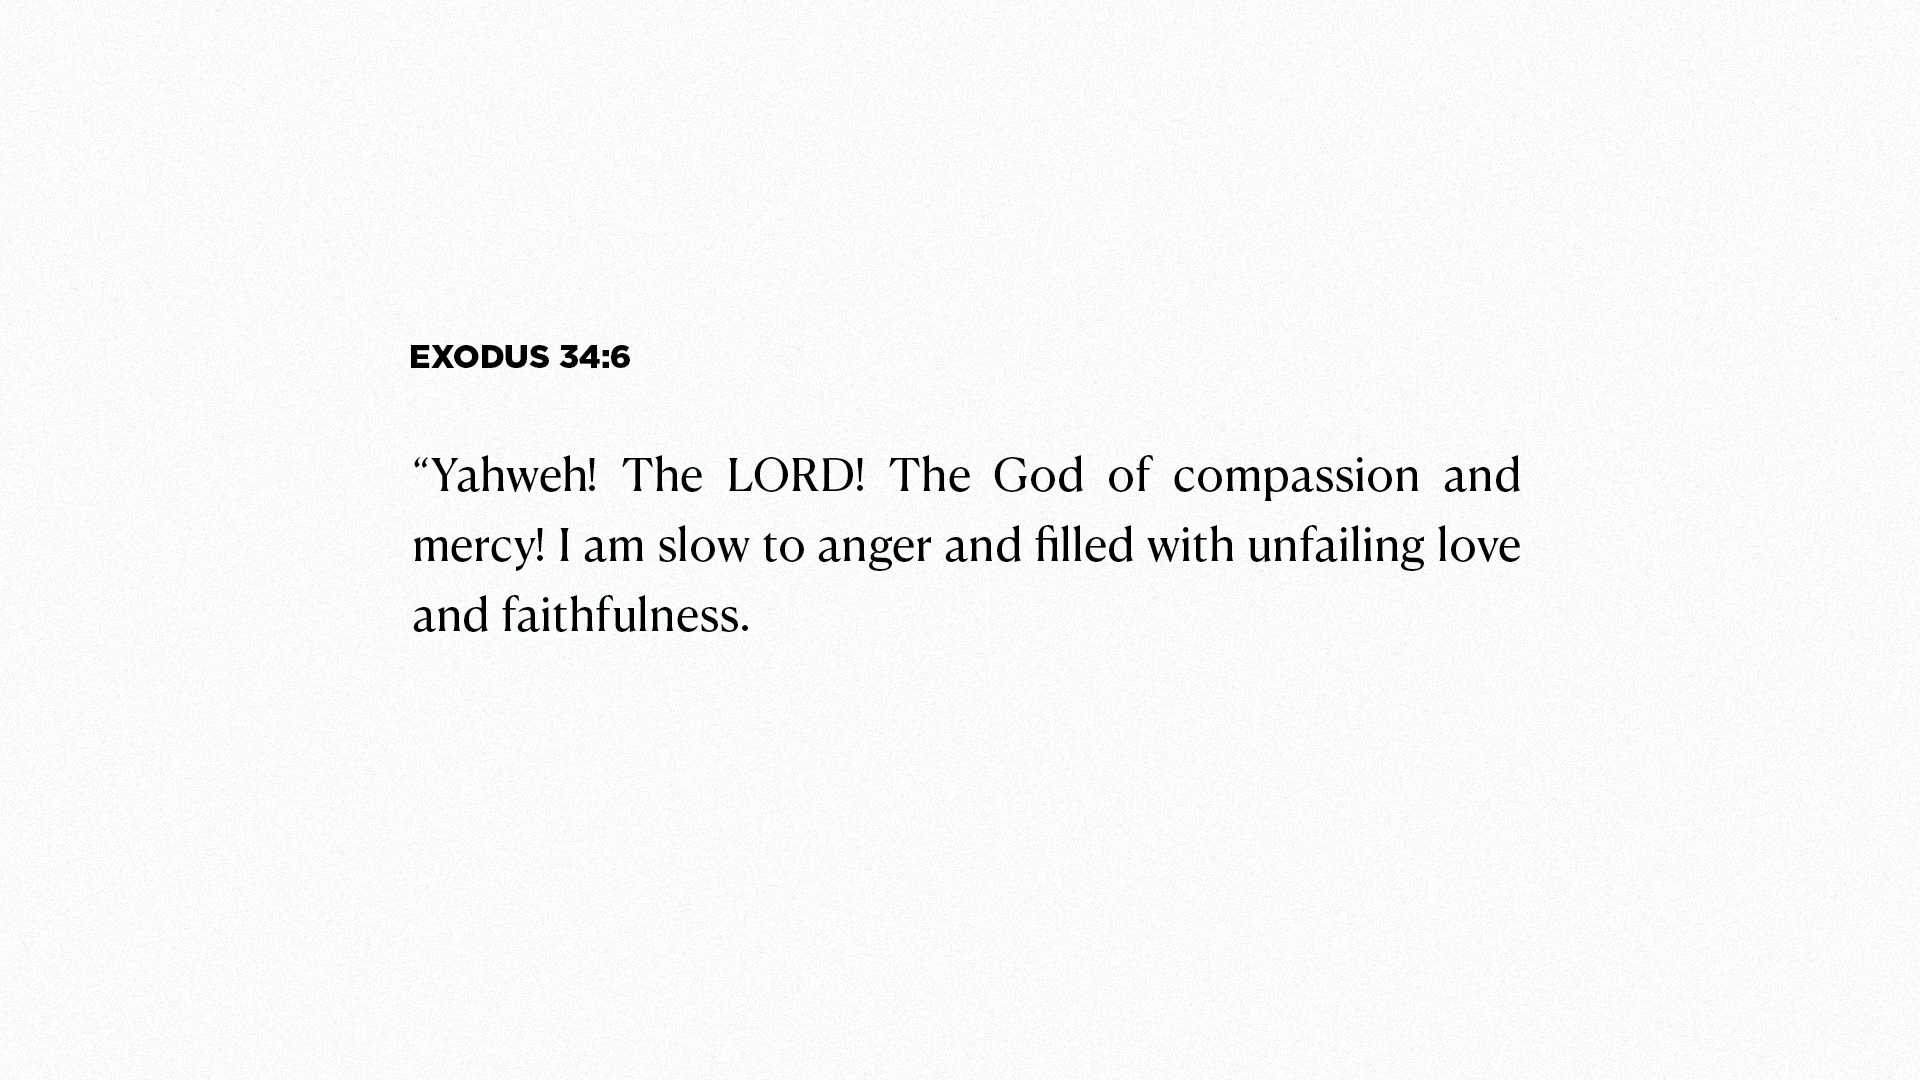 EXODUS 34:6
“Yahweh! The LORD! The God of compassion and
mercy! I am slow to anger and filled with unfailing love
and faithfulness.